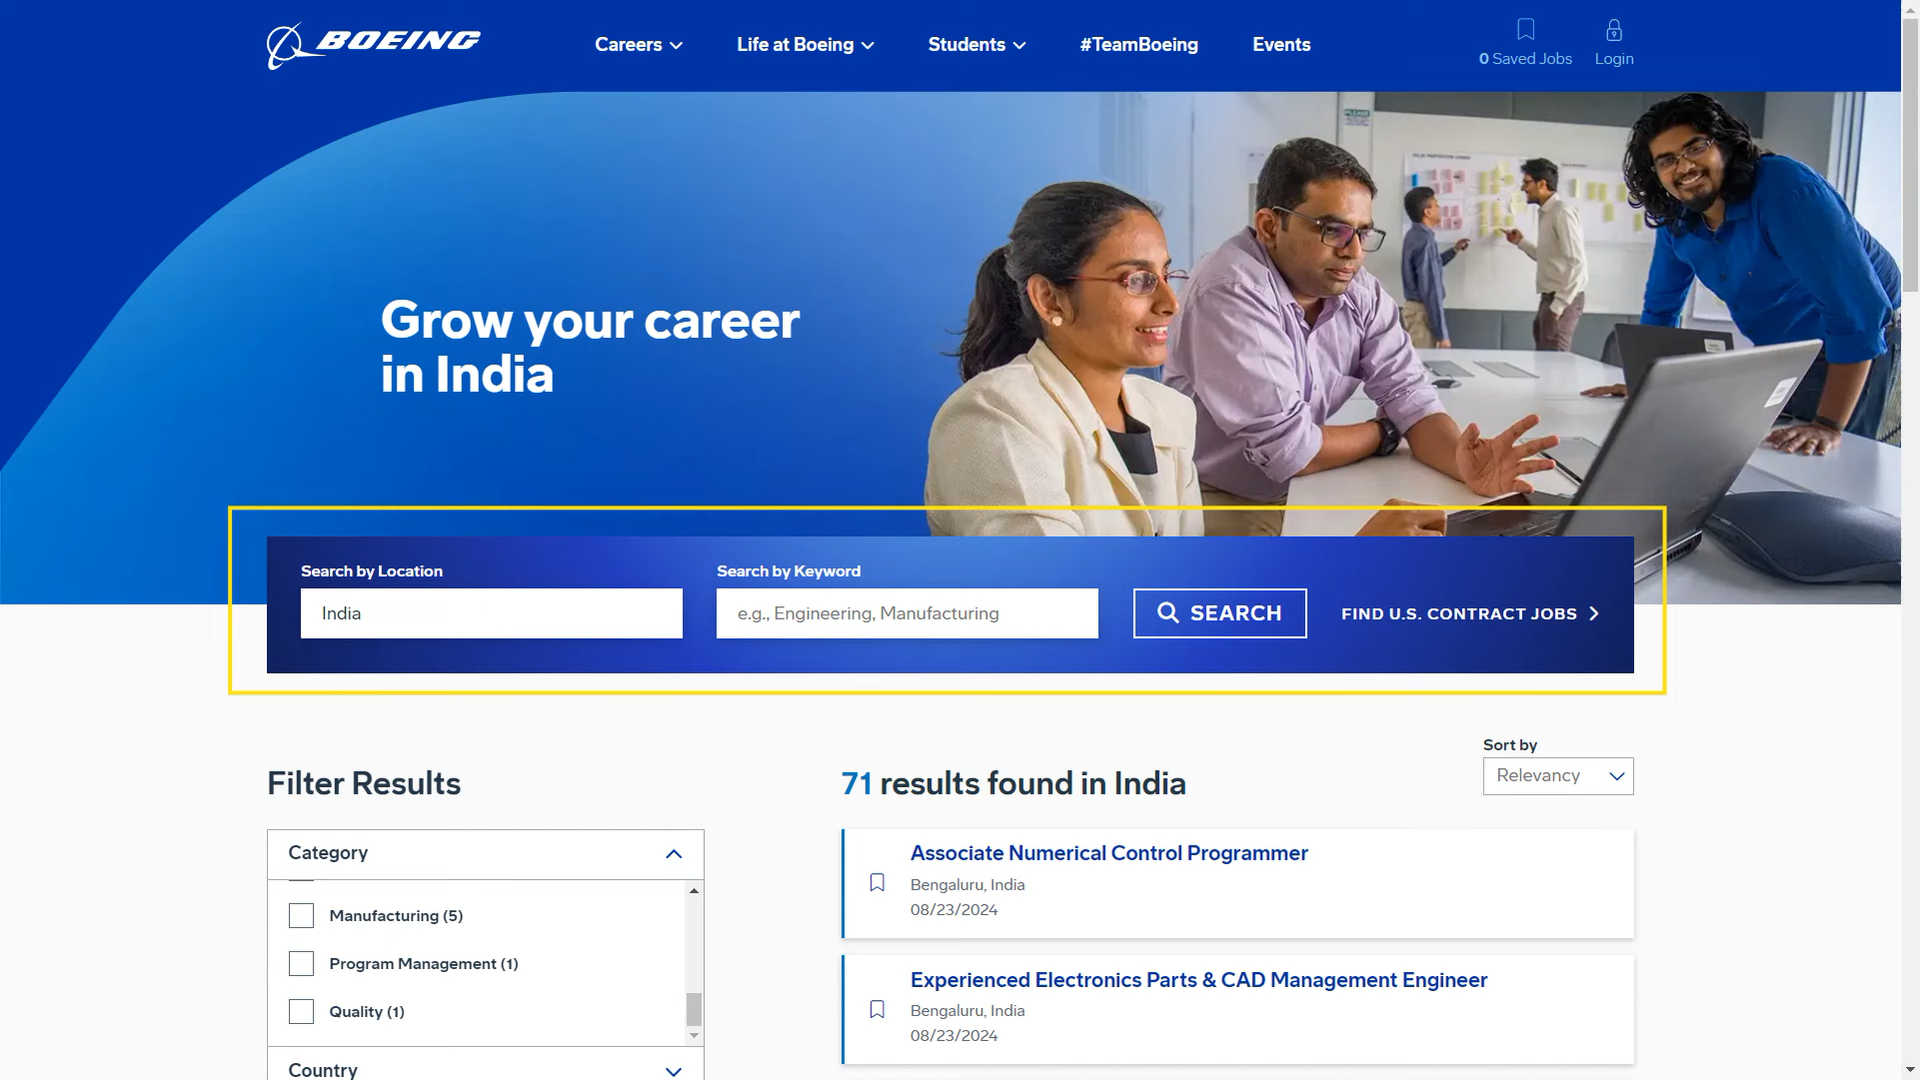 BOEING
Careers
Life at Boeing
Students
#TeamBoeing
Events
0 Saved Jobs
Login
Grow your career
in India
Search by Location
India
Search by Keyword
e.g., Engineering, Manufacturing
SEARCH
FIND U.S. CONTRACT JOBS
Filter Results
71 results found in India
Sort by
Relevancy
Category
Manufacturing (5)
Program Management (1)
Quality (1)
Country
Associate Numerical Control Programmer
Bengaluru, India
08/23/2024
Experienced Electronics Parts & CAD Management Engineer
Bengaluru, India
08/23/2024